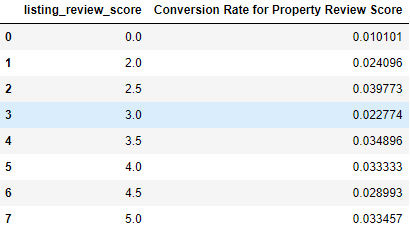 listing_review_score Conversion Rate for Property Review Score
0 0.0 0.010101
1 2.0 0.024096
2 2.5 0.039773
3 3.0 0.022774
4 3.5 0.034896
5 4.0 0.033333
6 4.5 0.028993
7 5.0 0.033457